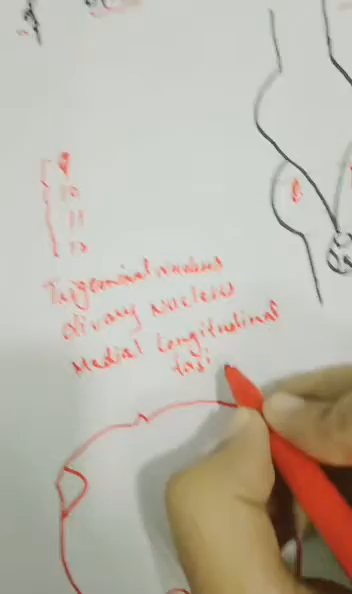 9
10
11
12
Trigeminal nucleus
Olivary Nucleus
Medial Longitudinal
fasi